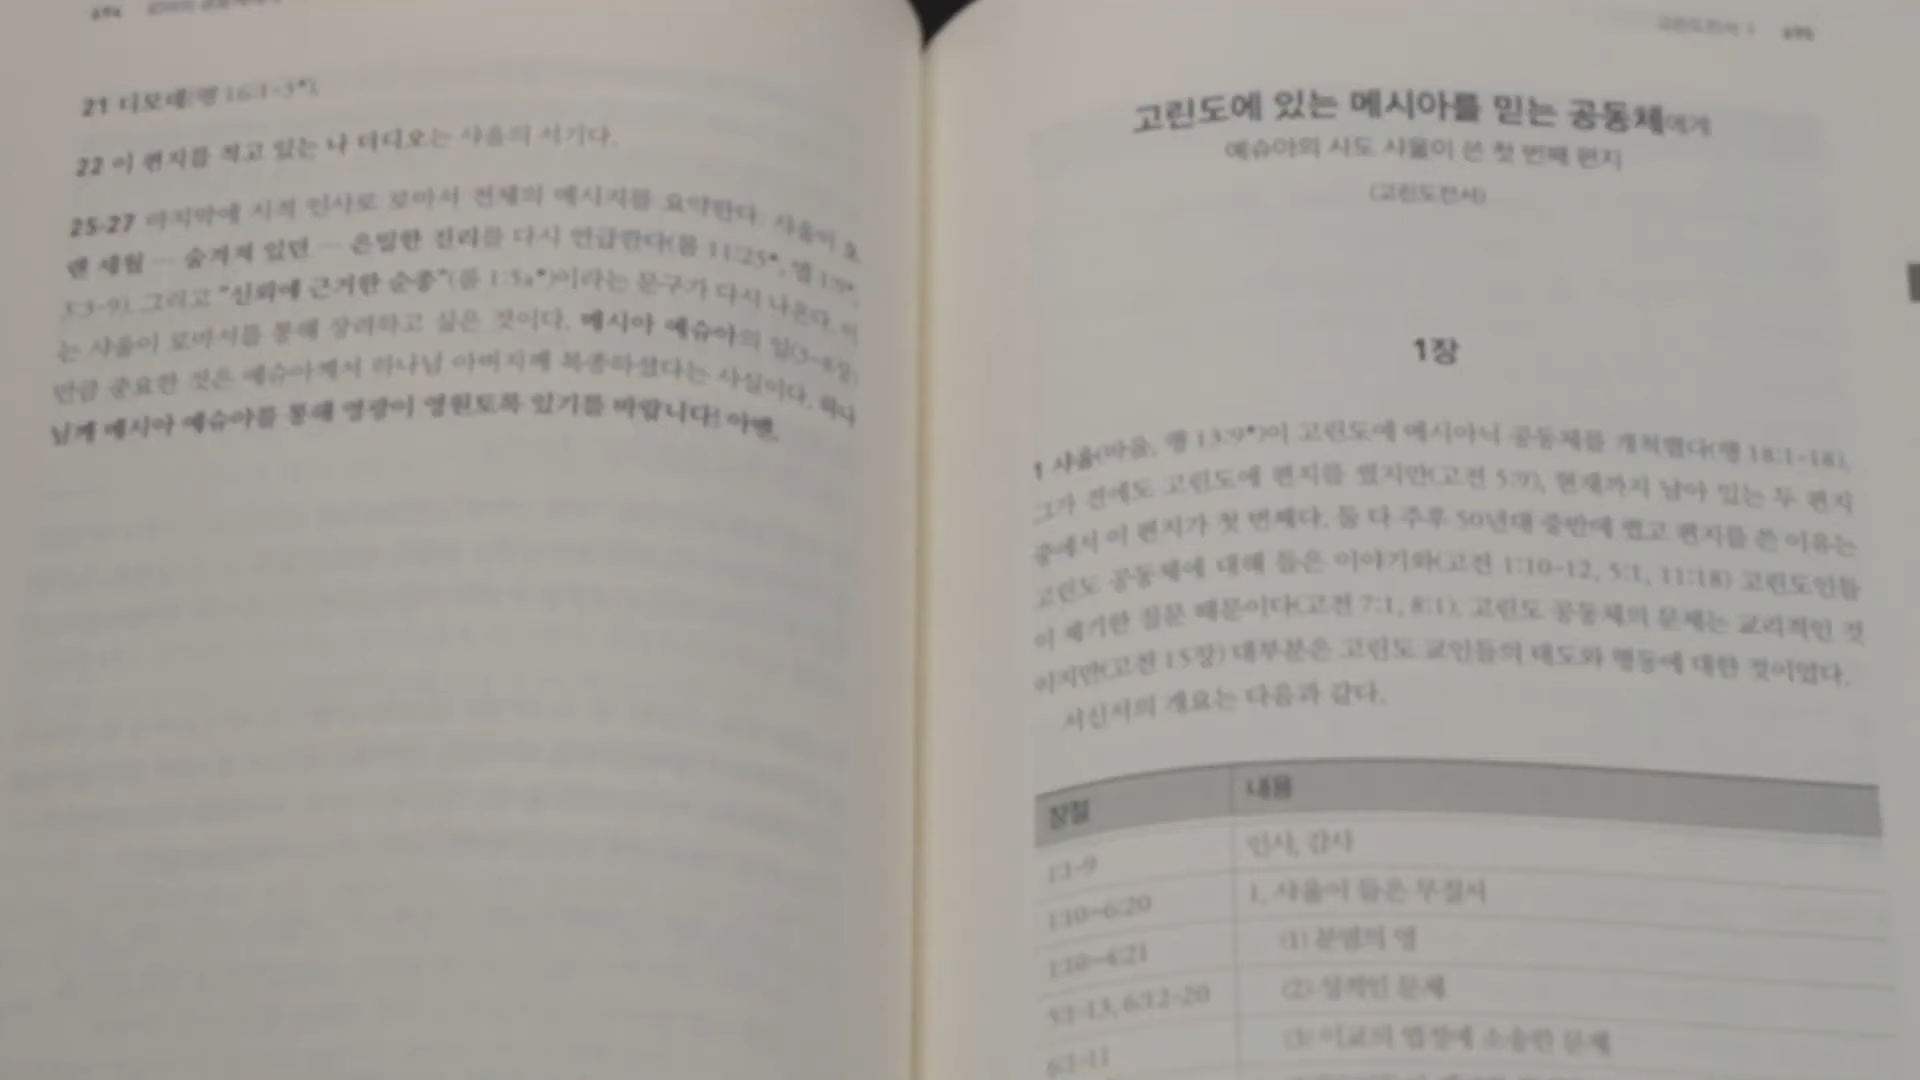 694
21 디모데(행 16:1-3*).
22 이 편지를 적고 있는 나 더디오는 샤울의 서기다.
25-27 마지막에 시적 인사로 로마서 전체의 메시지를 요약한다. 샤울이 오
랜 세월 … 숨겨져 있던 … 은밀한 진리를 다시 언급한다(롬 11:25*, 엡 1:9*,
3:3-9). 그리고 “신뢰에 근거한 순종”(롬 1:5a*)이라는 문구가 다시 나온다. 이
는 샤울이 로마서를 통해 장려하고 싶은 것이다. 메시아 예슈아의 일(3-8장)
만큼 중요한 것은 예슈아께서 하나님 아버지께 복종하셨다는 사실이다. 하나
님께 메시아 예슈아를 통해 영광이 영원토록 있기를 바랍니다! 아멘.
고린도전서 1 695
고린도에 있는 메시아를 믿는 공동체에게
예슈아의 사도 샤울이 쓴 첫 번째 편지
(고린도전서)
1장
1 샤울(바울, 행 13:9*)이 고린도에 메시아닉 공동체를 개척했다(행 18:1-18).
그가 전에도 고린도에 편지를 썼지만(고전 5:9), 현재까지 남아 있는 두 편지
중에서 이 편지가 첫 번째다. 둘 다 주후 50년대 중반에 썼고 편지를 쓴 이유는
고린도 공동체에 대해 들은 이야기와(고전 1:10-12, 5:1, 11:18) 고린도인들
이 제기한 질문 때문이다(고전 7:1, 8:1). 고린도 공동체의 문제는 교리적인 것
이지만(고전 15장) 대부분은 고린도 교인들의 태도와 행동에 대한 것이었다.
서신서의 개요는 다음과 같다.
장절 내용
1:1-9 인사, 감사
1:10-6:20 1. 샤울이 들은 무질서
1:10-4:21 (1) 분열의 영
5:1-13, 6:12-20 (2) 성적인 문제
6:1-11 (3) 이교의 법정에 소송한 문제